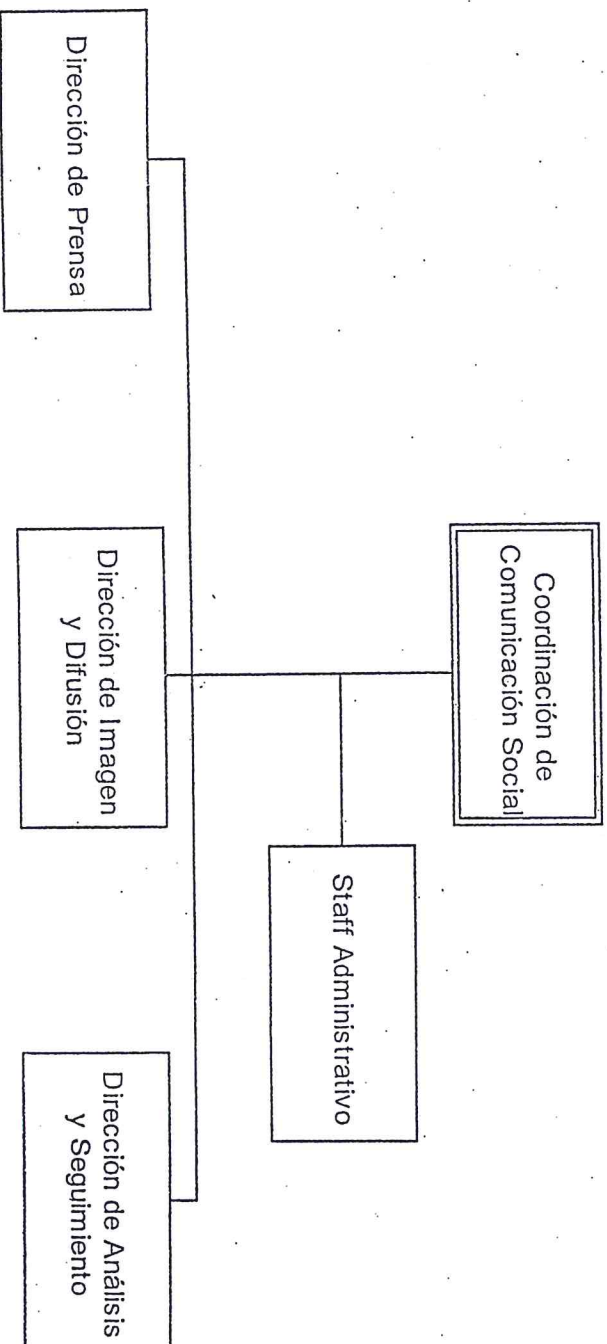 Coordinación de
Comunicación Social
Staff Administrativo
Dirección de Prensa
Dirección de Imagen
y Difusión
Dirección de Análisis
y Seguimiento